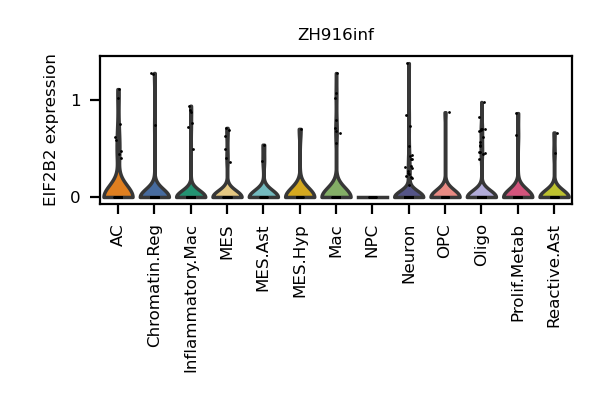 ZH916inf
EIF2B2 expression
1
0
AC
Chromatin.Reg
Inflammatory.Mac
MES
MES.Ast
MES.Hyp
Mac
NPC
Neuron
OPC
Oligo
Prolif.Metab
Reactive.Ast